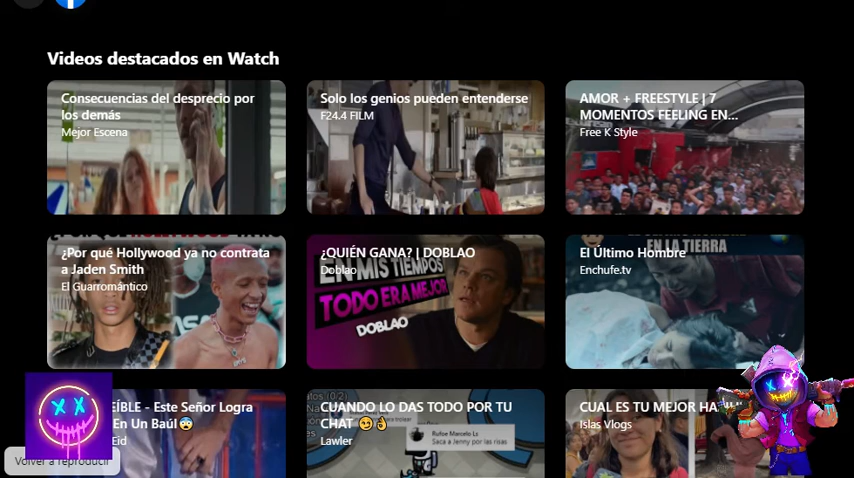 Videos destacados en Watch
Consecuencias del desprecio por
los demás
Mejor Escena
Solo los genios pueden entenderse
F24.4 FILM
AMOR + FREESTYLE | 7
MOMENTOS FEELING EN...
Free K Style
¿Por qué Hollywood ya no contrata
a Jaden Smith
El Guarromántico
¿QUIÉN GANA? | DOBLAO
Doblao
EN MIS TIEMPOS
TODO ERA MEJOR
DOBLAO
EN LA TIERRA
El Último Hombre
Enchufe.tv
EÍBLE - Este Señor Logra
En Un Baúl😨
Eid
CUANDO LO DAS TODO POR TU
CHAT 😏👌
Lawler
Rufoe Marcelo Lz
Saca a Jenny por las risas
CUAL ES TU MEJOR
Islas Vlogs
Volver a reproducir